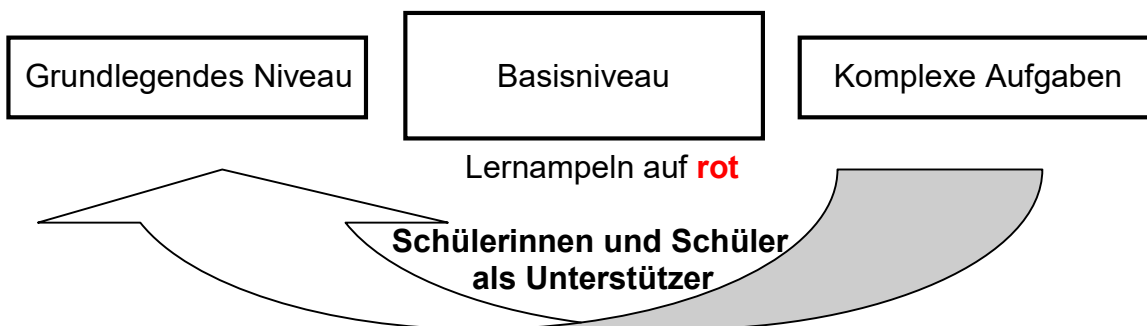 Grundlegendes Niveau
Basisniveau
Komplexe Aufgaben
Lernampeln auf rot
Schülerinnen und Schüler
als Unterstützer